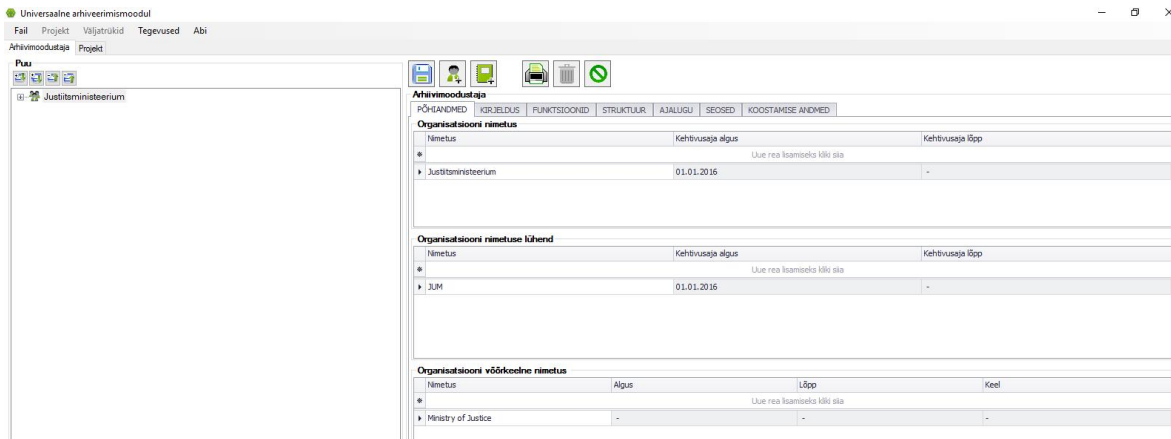 Universaalne arhiveerimismoodul
Fail Projekt Väljatrükid Tegevused Abi
Arhiivimoodustaja Projekt
Puu
Justiitsministeerium
Arhiivimoodustaja
PÕHIANDMED KIRJELDUS FUNKTSIOONID STRUKTUUR AJALUGU SEOSED KOOSTAMISE ANDMED
Organisatsiooni nimetus
Nimetus Kehtivusaja algus Kehtivusaja lõpp
Uue rea lisamiseks kliki siia
Justiitsministeerium 01.01.2016 -
Organisatsiooni nimetuse lühend
Nimetus Kehtivusaja algus Kehtivusaja lõpp
Uue rea lisamiseks kliki siia
JUM 01.01.2016 -
Organisatsiooni võõrkeelne nimetus
Nimetus Algus Lõpp Keel
Uue rea lisamiseks kliki siia
Ministry of Justice - - -